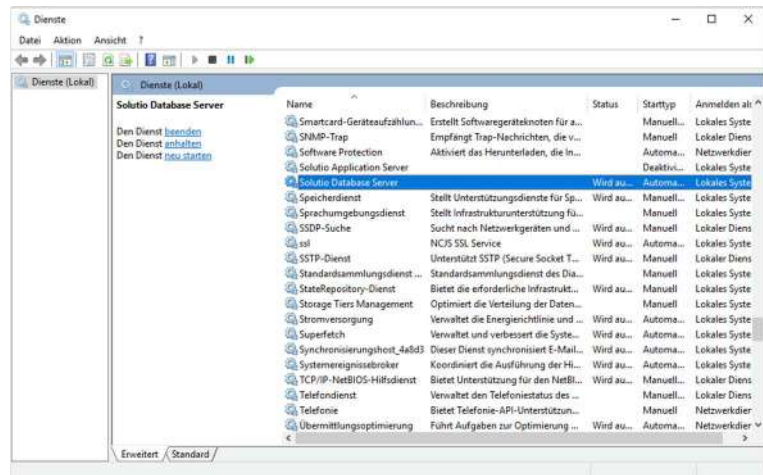 Dienste
Datei Aktion Ansicht ?
Dienste (Lokal)
Dienste (Lokal)
Solutio Database Server
Den Dienst beenden
Den Dienst anhalten
Den Dienst neu starten
Name Beschreibung Status Starttyp Anmelden als
Smartcard-Geräteaufzählun... Erstellt Softwaregeräteknoten für a... Manuell... Lokales Syste
SNMP-Trap Empfängt Trap-Nachrichten, die v... Manuell Lokaler Diens
Software Protection Aktiviert das Herunterladen, die In... Automa... Netzwerkdier
Solutio Application Server Deaktivi... Lokales Syste
Solutio Database Server Wird au... Automa... Lokales Syste
Speicherdienst Stellt Unterstützungsdienste für Sp... Wird au... Manuell... Lokales Syste
Sprachumgebungsdienst Stellt Infrastrukturunterstützung fü... Manuell Lokales Syste
SSDP-Suche Sucht nach Netzwerkgeräten und ... Wird au... Manuell Lokaler Diens
ssl NCJS SSL Service Wird au... Automa... Lokales Syste
SSTP-Dienst Unterstützt SSTP (Secure Socket T... Wird au... Manuell Lokaler Diens
Standardsammlungsdienst ... Standardsammlungsdienst des Dia... Manuell Lokales Syste
StateRepository-Dienst Bietet die erforderliche Infrastrukt... Wird au... Manuell Lokales Syste
Storage Tiers Management Optimiert die Verteilung der Daten... Manuell Lokales Syste
Stromversorgung Verwaltet die Energierichtlinie und ... Wird au... Automa... Lokales Syste
Superfetch Verwaltet und verbessert die Syste... Wird au... Automa... Lokales Syste
Synchronisierungshost_4a8d3 Dieser Dienst synchronisiert E-Mail... Wird au... Automa... Lokales Syste
Systemereignissebroker Koordiniert die Ausführung der Hi... Wird au... Automa... Lokales Syste
TCP/IP-NetBIOS-Hilfsdienst Bietet Unterstützung für den NetBI... Wird au... Manuell... Lokaler Diens
Telefondienst Verwaltet den Telefoniestatus des ... Manuell... Lokaler Diens
Telefonie Bietet Telefonie-API-Unterstützun... Manuell Netzwerkdier
Übermittlungsoptimierung Führt Aufgaben zur Optimierung ... Wird au... Automa... Netzwerkdier
Erweitert Standard